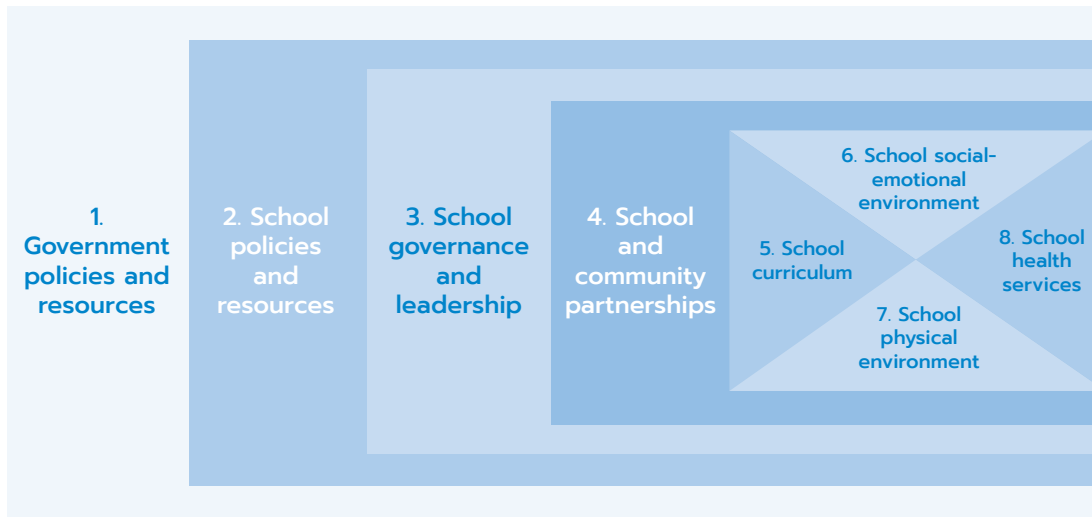 1.
Government
policies and
resources
2. School
policies
and
resources
3. School
governance
and
leadership
4. School
and
community
partnerships
5. School
curriculum
6. School social-
emotional
environment
7. School
physical
environment
8. School
health
services